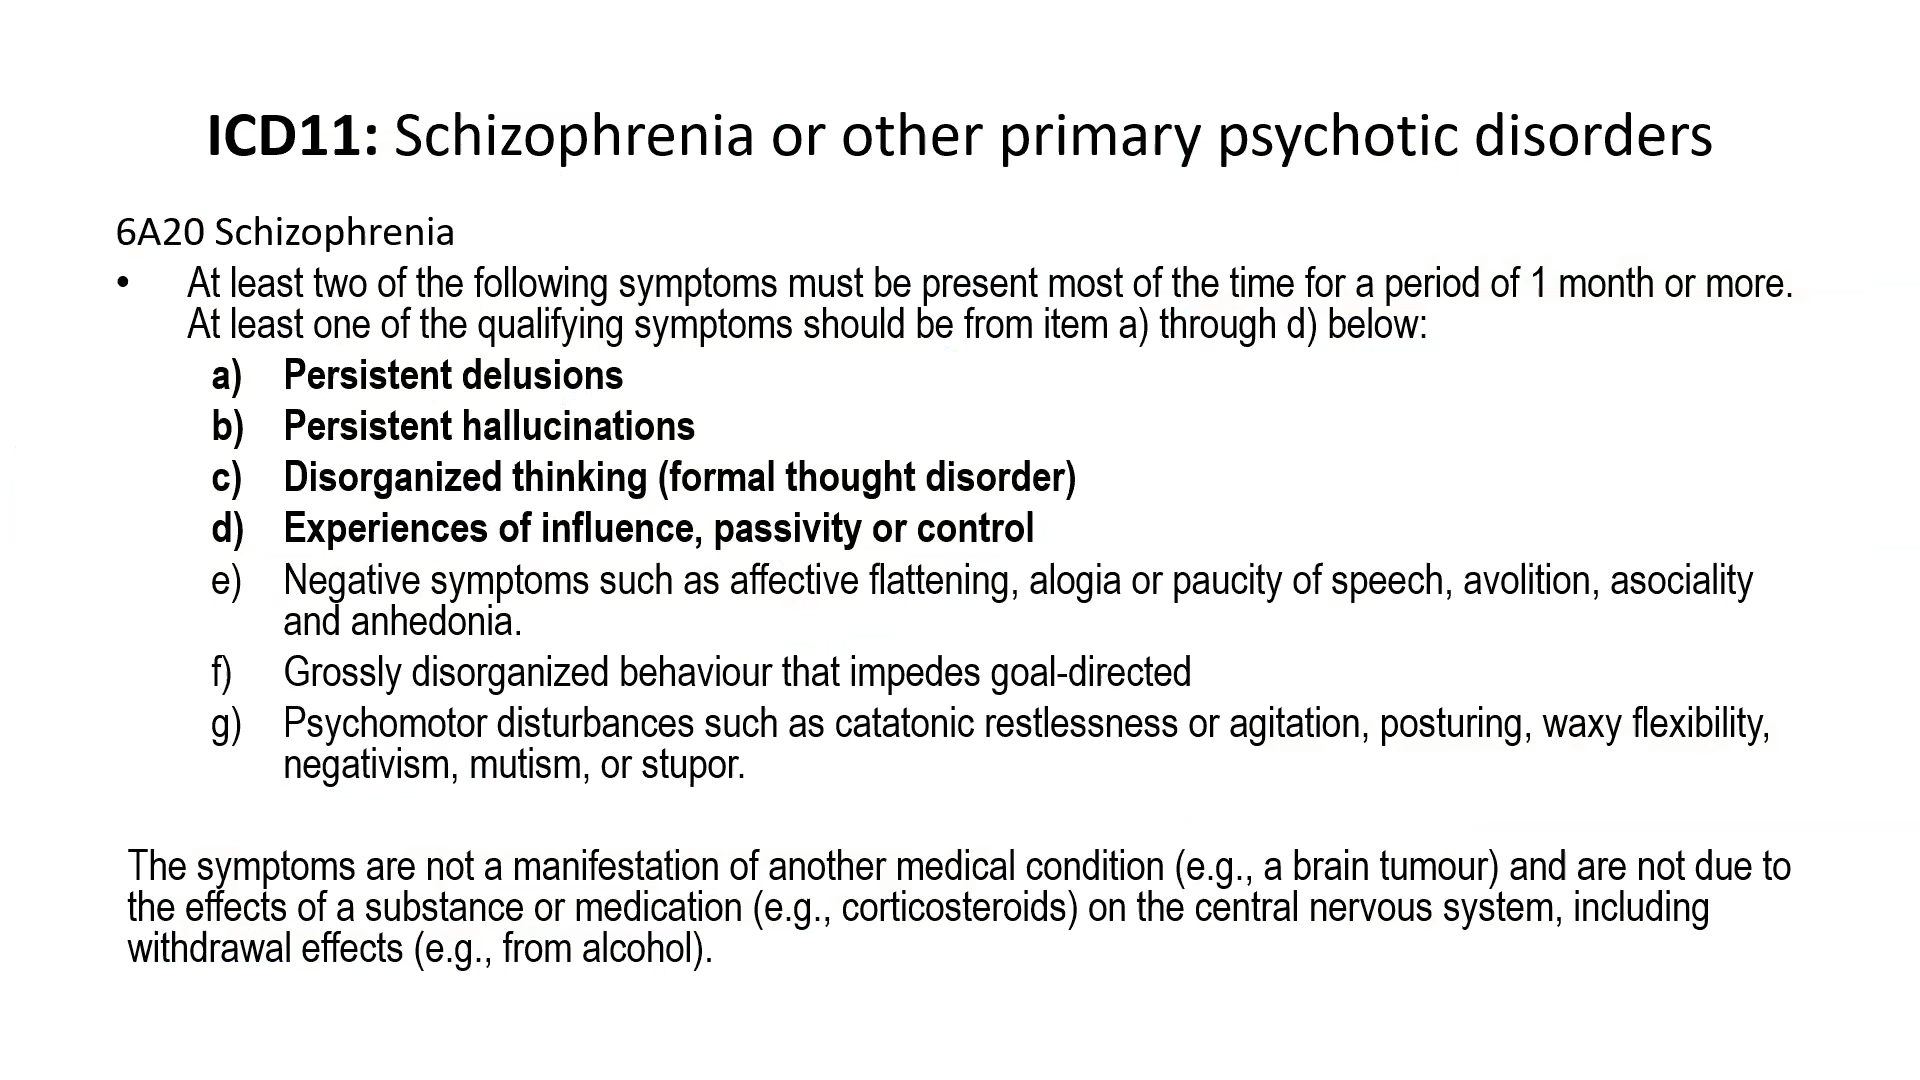 ICD11: Schizophrenia or other primary psychotic disorders
6A20 Schizophrenia
• At least two of the following symptoms must be present most of the time for a period of 1 month or more.
At least one of the qualifying symptoms should be from item a) through d) below:
a) Persistent delusions
b) Persistent hallucinations
c) Disorganized thinking (formal thought disorder)
d) Experiences of influence, passivity or control
e) Negative symptoms such as affective flattening, alogia or paucity of speech, avolition, asociality
and anhedonia.
f) Grossly disorganized behaviour that impedes goal-directed
g) Psychomotor disturbances such as catatonic restlessness or agitation, posturing, waxy flexibility,
negativism, mutism, or stupor.
The symptoms are not a manifestation of another medical condition (e.g., a brain tumour) and are not due to
the effects of a substance or medication (e.g., corticosteroids) on the central nervous system, including
withdrawal effects (e.g., from alcohol).